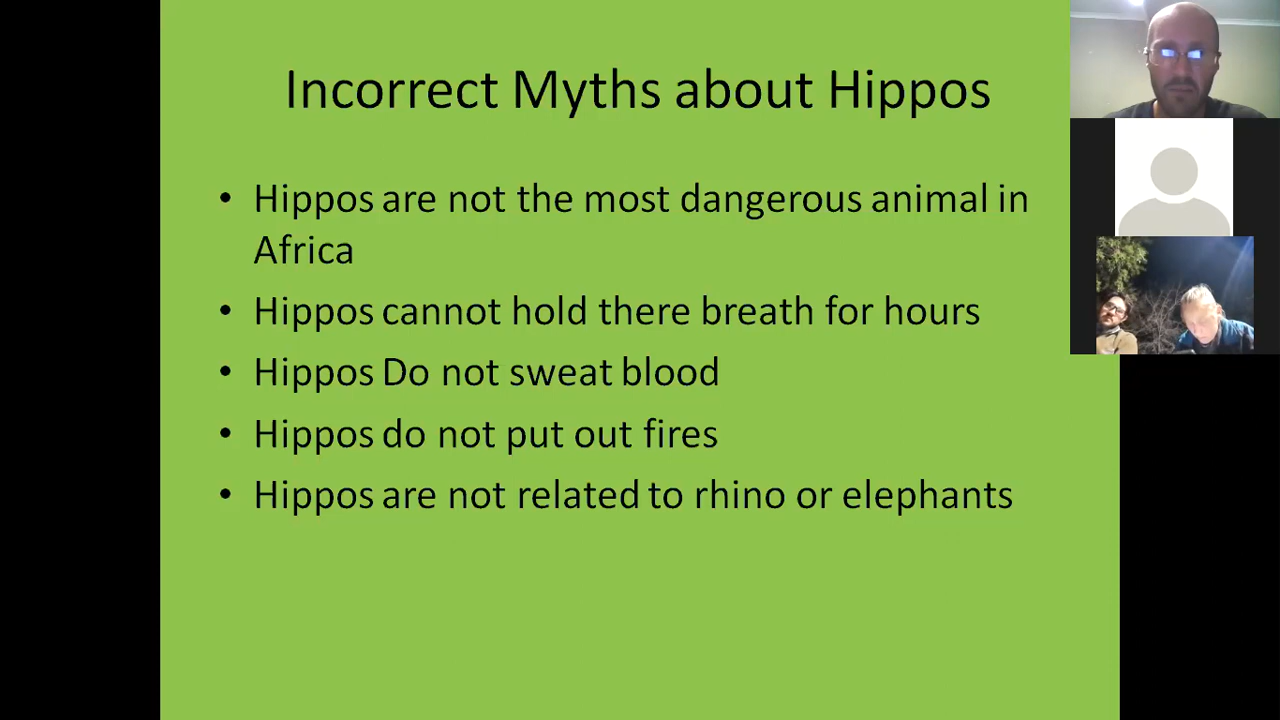 Incorrect Myths about Hippos
• Hippos are not the most dangerous animal in
Africa
• Hippos cannot hold there breath for hours
• Hippos Do not sweat blood
• Hippos do not put out fires
• Hippos are not related to rhino or elephants